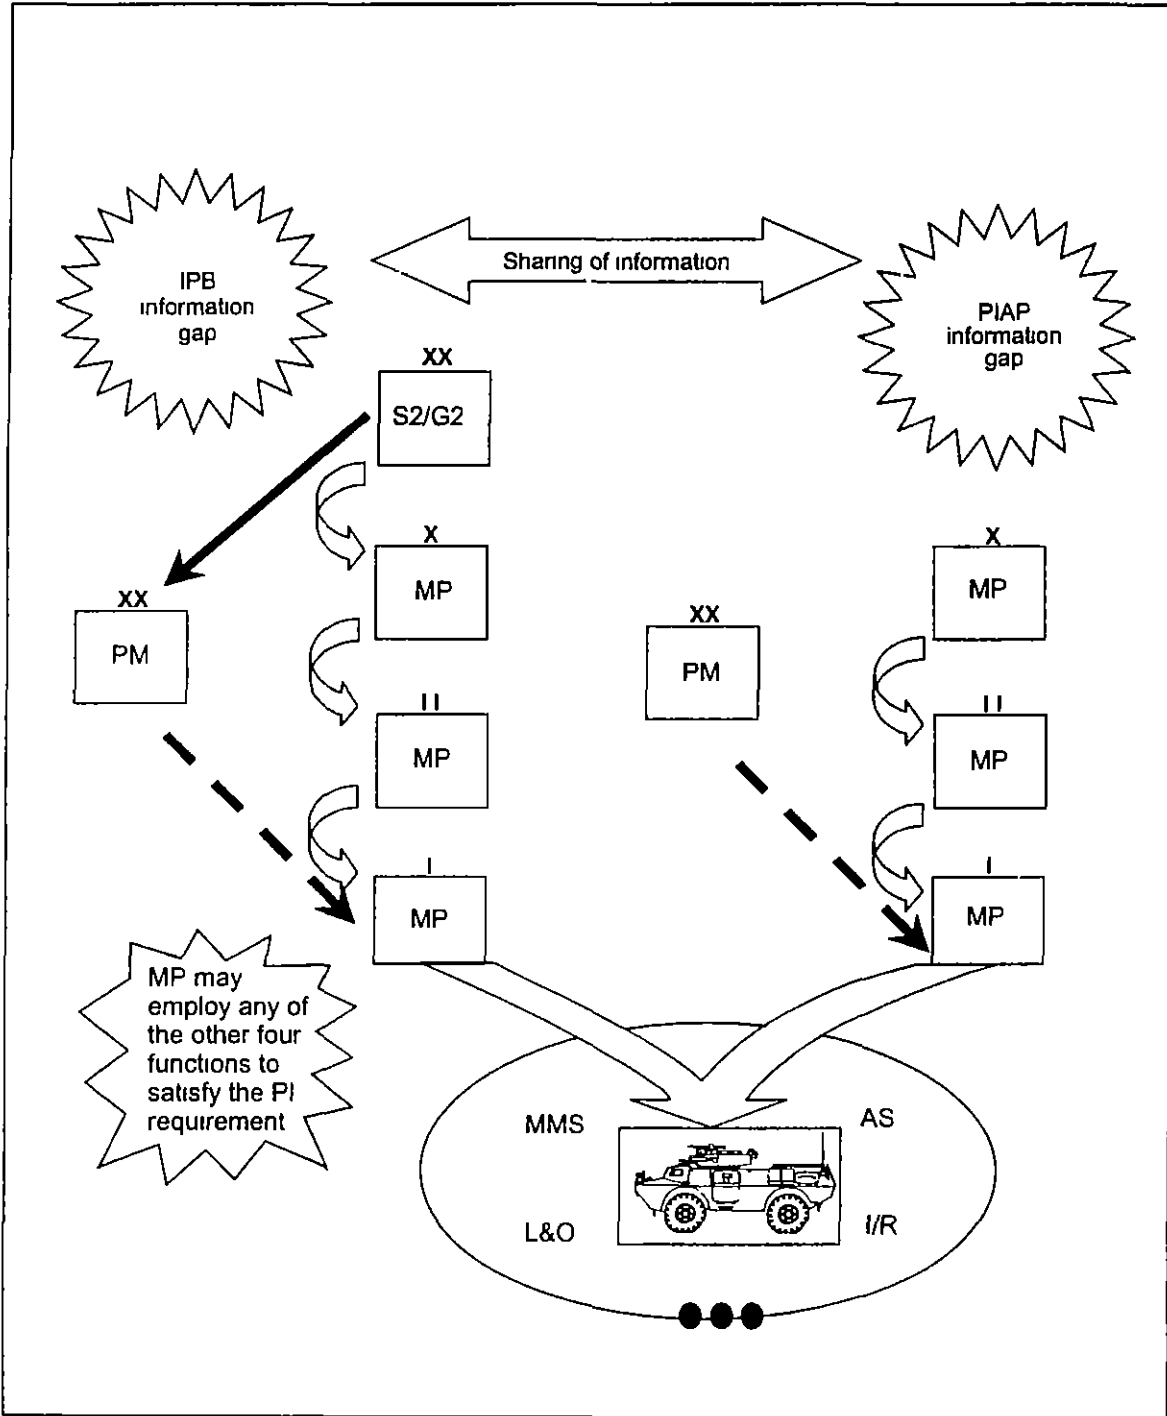 IPB
information
gap
Sharing of information
PIAP
information
gap
XX
S2/G2
X
MP
X
MP
XX
PM
XX
PM
II
MP
II
MP
I
MP
I
MP
MP may
employ any of
the other four
functions to
satisfy the PI
requirement
MMS
AS
L&O
I/R